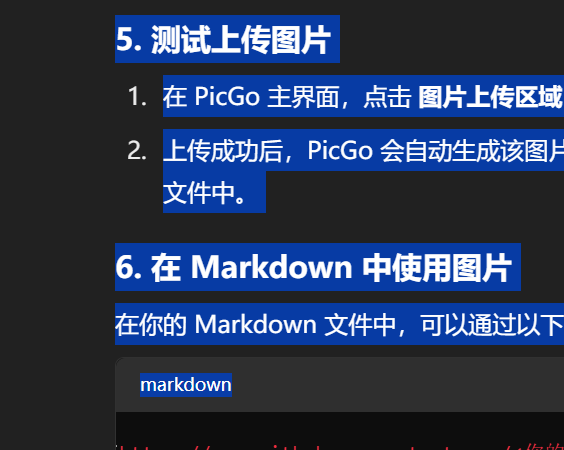 5. 测试上传图片
1. 在 PicGo 主界面，点击 图片上传区域
2. 上传成功后，PicGo 会自动生成该图片
文件中。
6. 在 Markdown 中使用图片
在你的 Markdown 文件中，可以通过以下
markdown